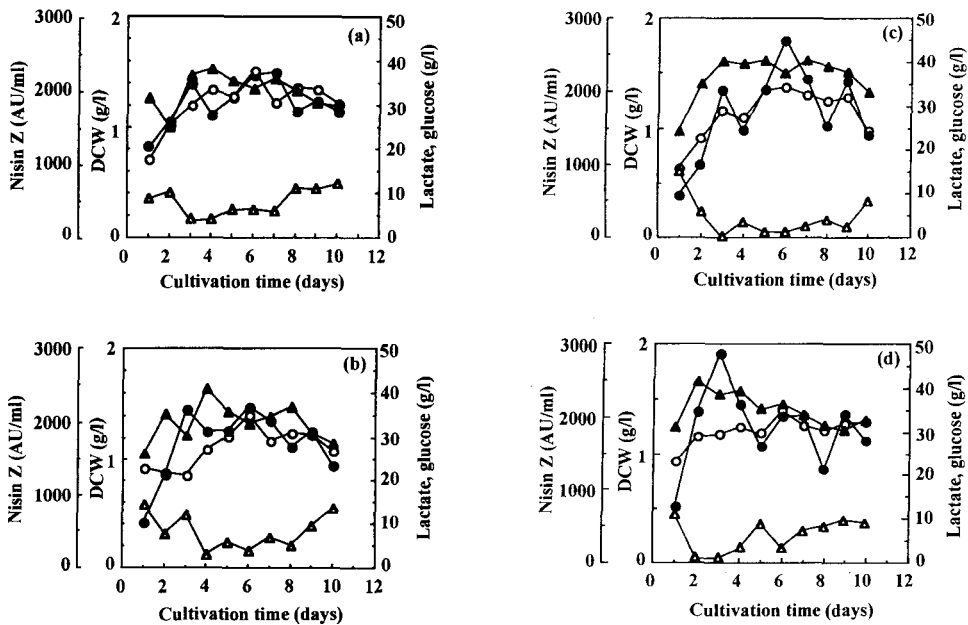 (a)
3000
2000
1000
0
Nisin Z (AU/ml)
2
1
0
DCW (g/l)
50
40
30
20
10
0
Lactate, glucose (g/l)
0 2 4 6 8 10 12
Cultivation time (days)
(c)
3000
2000
1000
0
Nisin Z (AU/ml)
2
1
0
DCW (g/l)
50
40
30
20
10
0
Lactate, glucose (g/l)
0 2 4 6 8 10 12
Cultivation time (days)
(b)
3000
2000
1000
0
Nisin Z (AU/ml)
2
1
0
DCW (g/l)
50
40
30
20
10
0
Lactate, glucose (g/l)
0 2 4 6 8 10 12
Cultivation time (days)
(d)
3000
2000
1000
0
Nisin Z (AU/ml)
2
1
0
DCW (g/l)
50
40
30
20
10
0
Lactate, glucose (g/l)
0 2 4 6 8 10 12
Cultivation time (days)